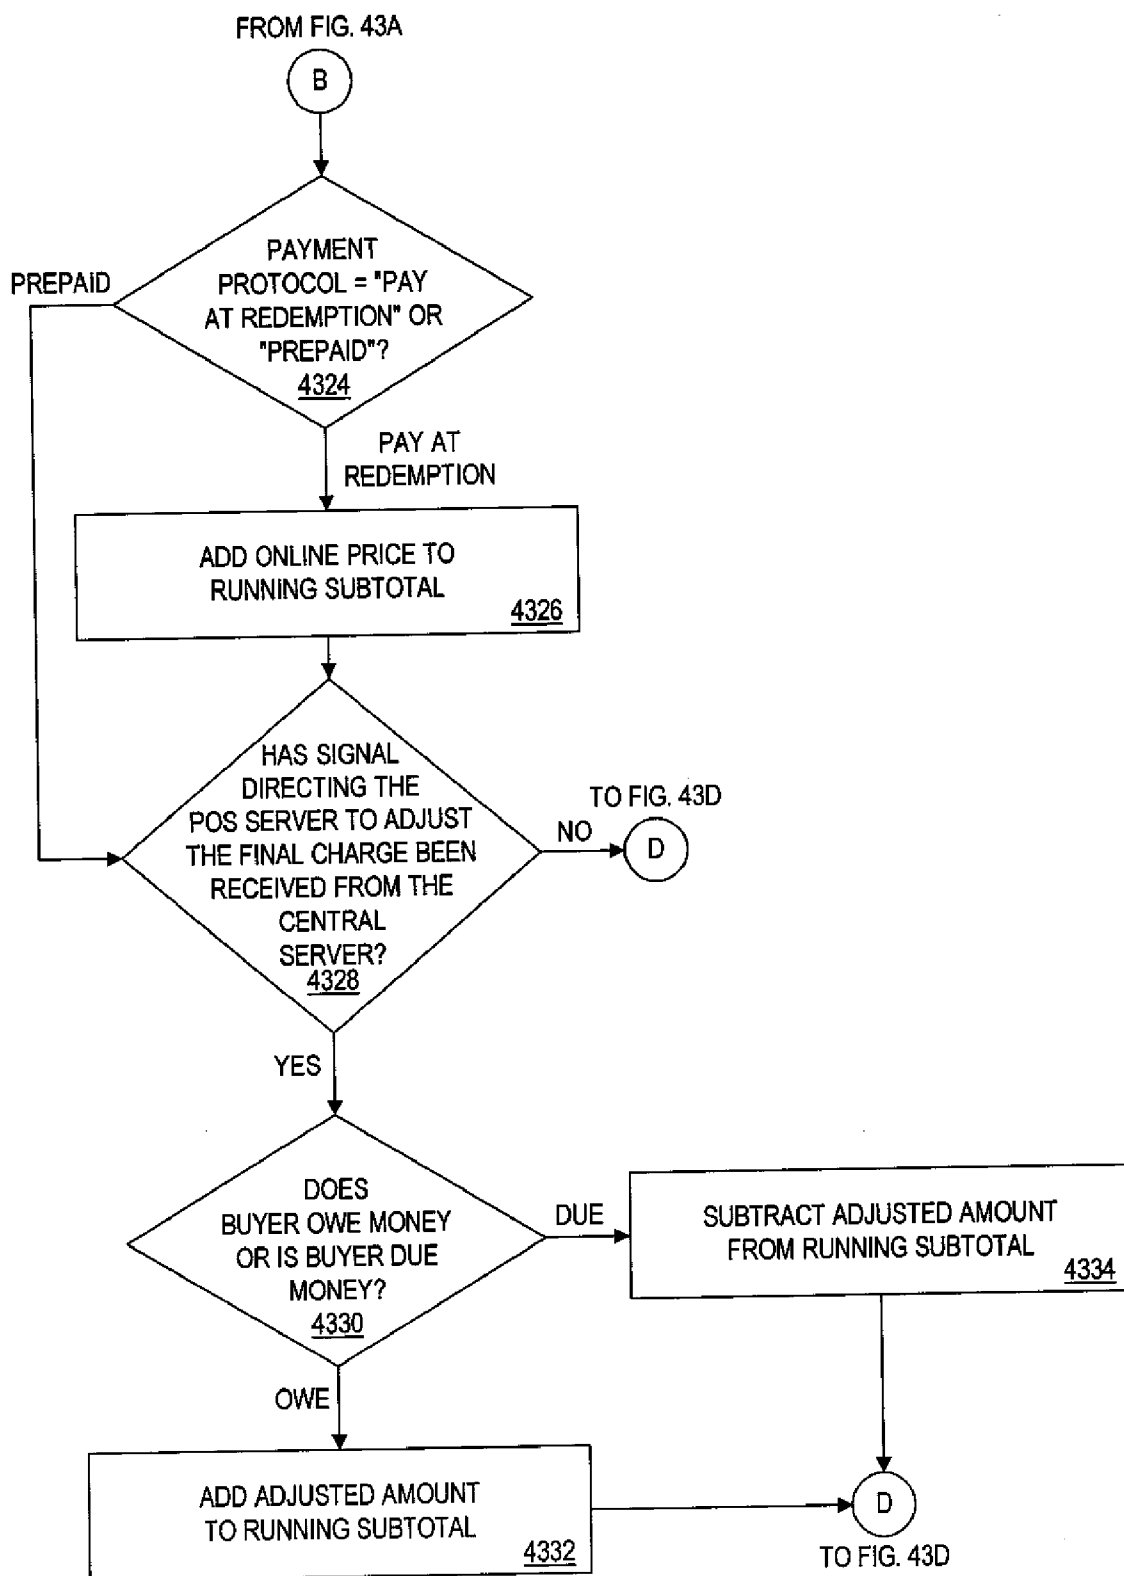 FROM FIG. 43A
B
PAYMENT
PROTOCOL = "PAY
AT REDEMPTION" OR
"PREPAID"?
4324
PREPAID
PAY AT
REDEMPTION
ADD ONLINE PRICE TO
RUNNING SUBTOTAL
4326
HAS SIGNAL
DIRECTING THE
POS SERVER TO ADJUST
THE FINAL CHARGE BEEN
RECEIVED FROM THE
CENTRAL
SERVER?
4328
NO
TO FIG. 43D
D
YES
DOES
BUYER OWE MONEY
OR IS BUYER DUE
MONEY?
4330
DUE
SUBTRACT ADJUSTED AMOUNT
FROM RUNNING SUBTOTAL
4334
OWE
ADD ADJUSTED AMOUNT
TO RUNNING SUBTOTAL
4332
D
TO FIG. 43D